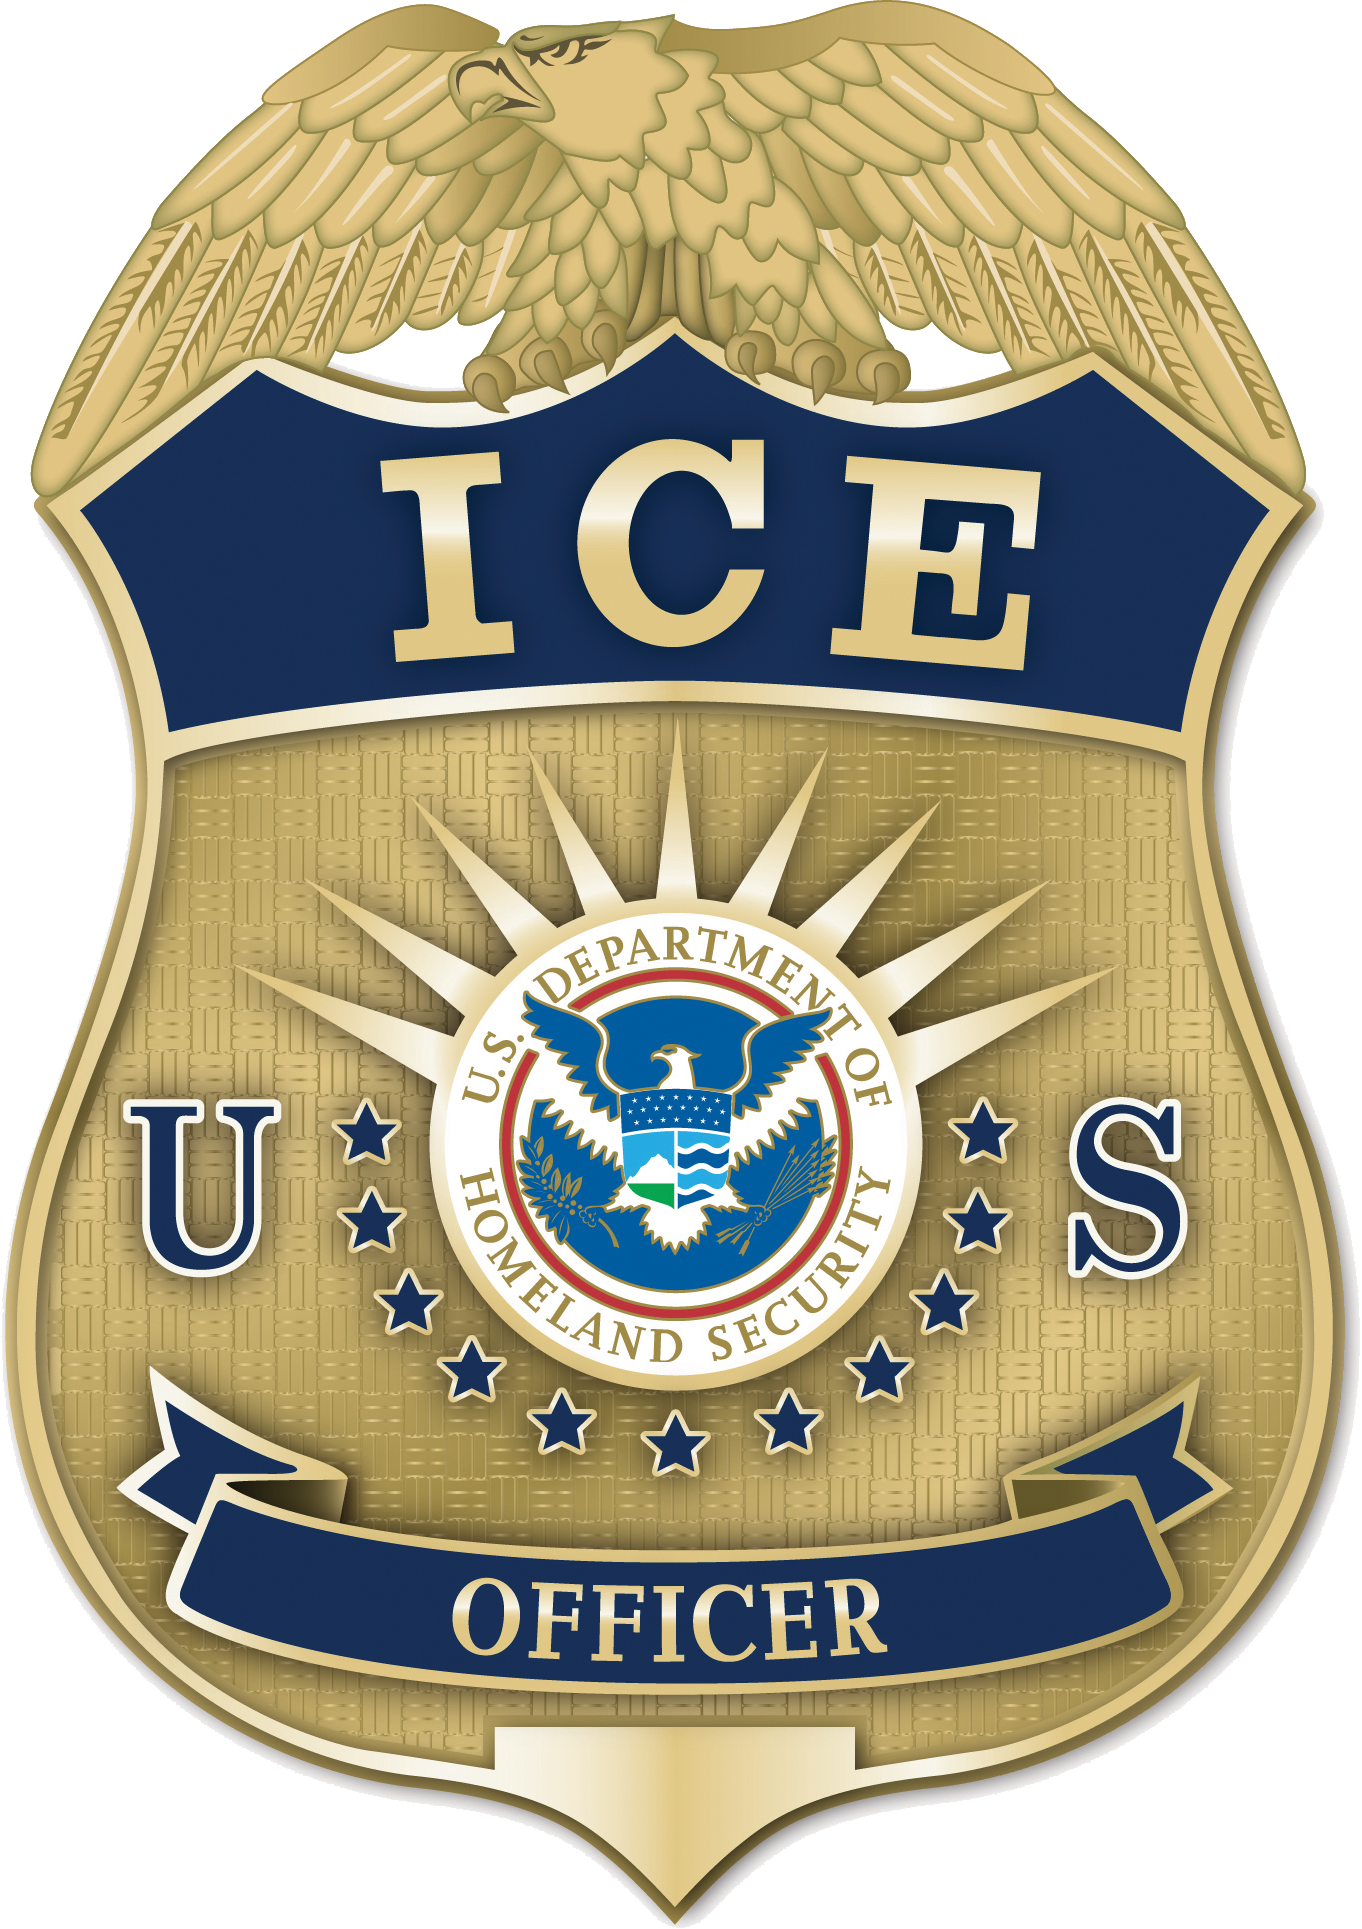 ICE
U.S. DEPARTMENT OF
HOMELAND SECURITY
U S
OFFICER